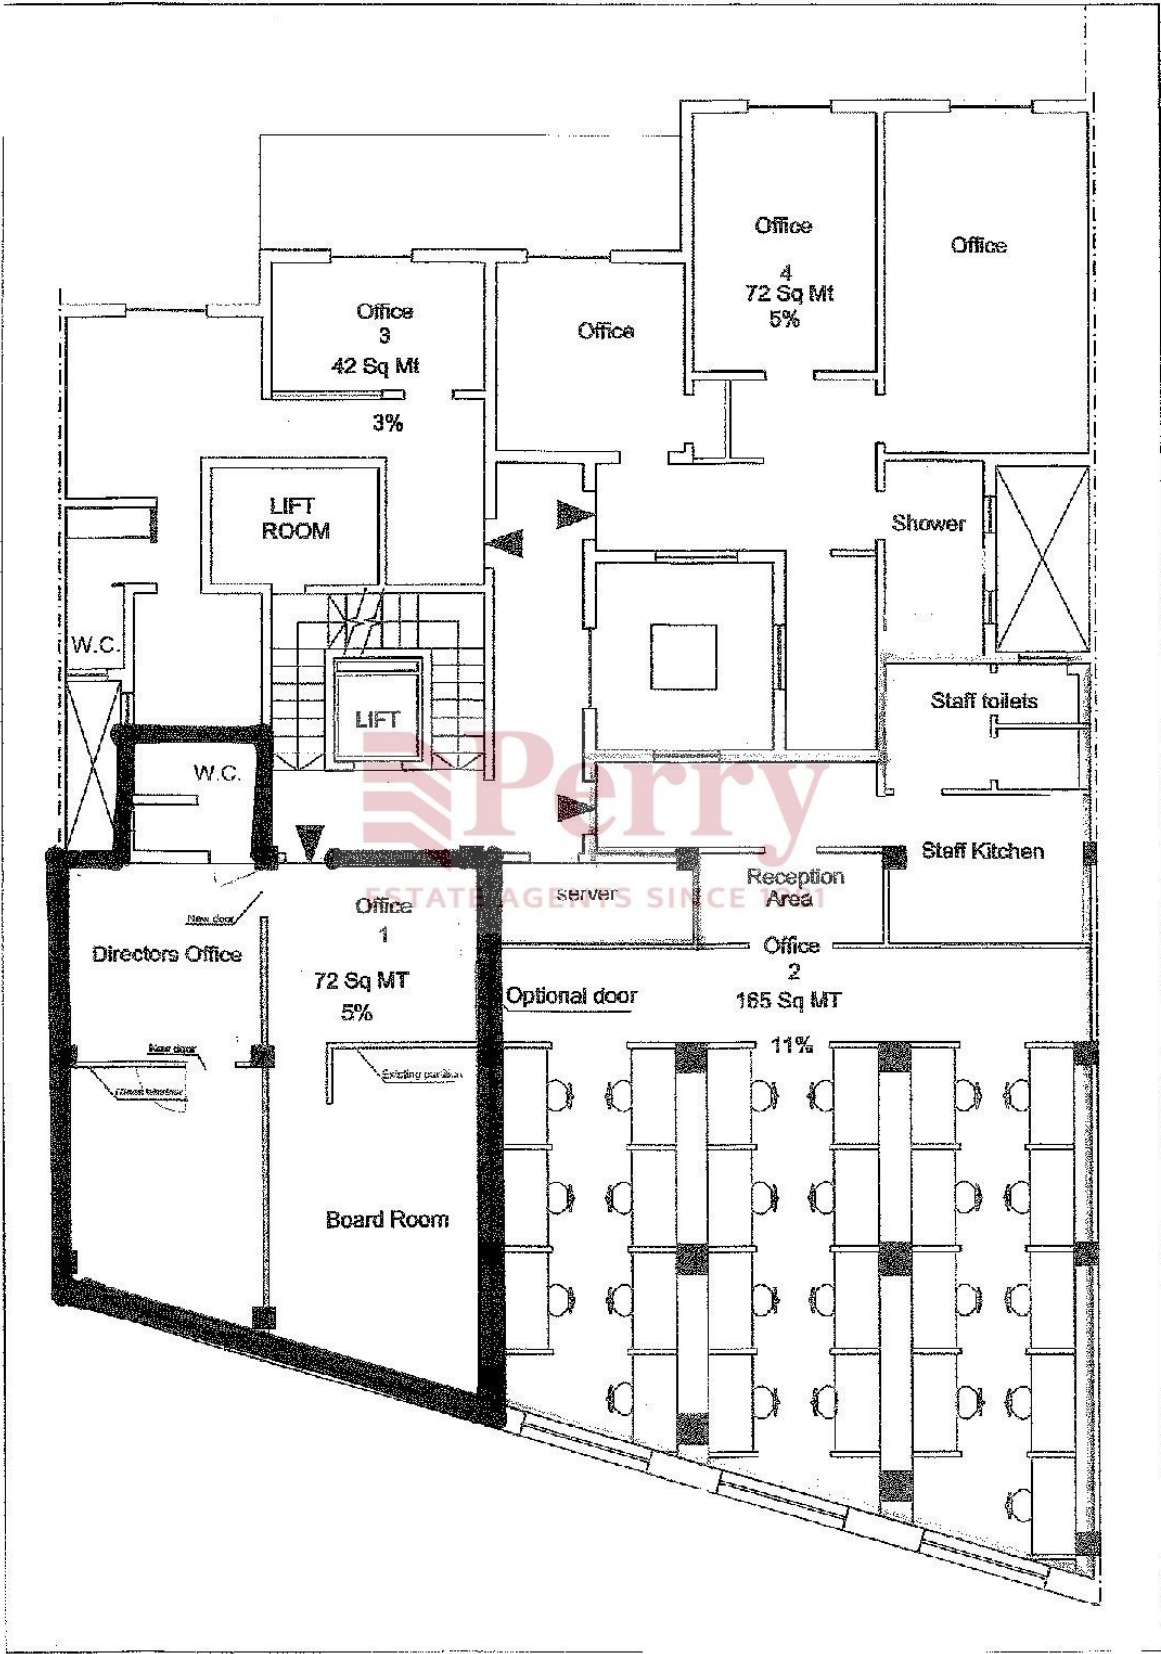 Office
4
72 Sq Mt
5%
Office
Office
3
42 Sq Mt
3%
Office
LIFT
ROOM
Shower
W.C.
Staff toilets
LIFT
W.C.
Perry
ESTATE AGENTS SINCE 1981
Staff Kitchen
Reception
Area
server
Office
1
72 Sq MT
5%
New door
Directors Office
Office
2
165 Sq MT
11%
Optional door
New door
Existing partition
Board Room